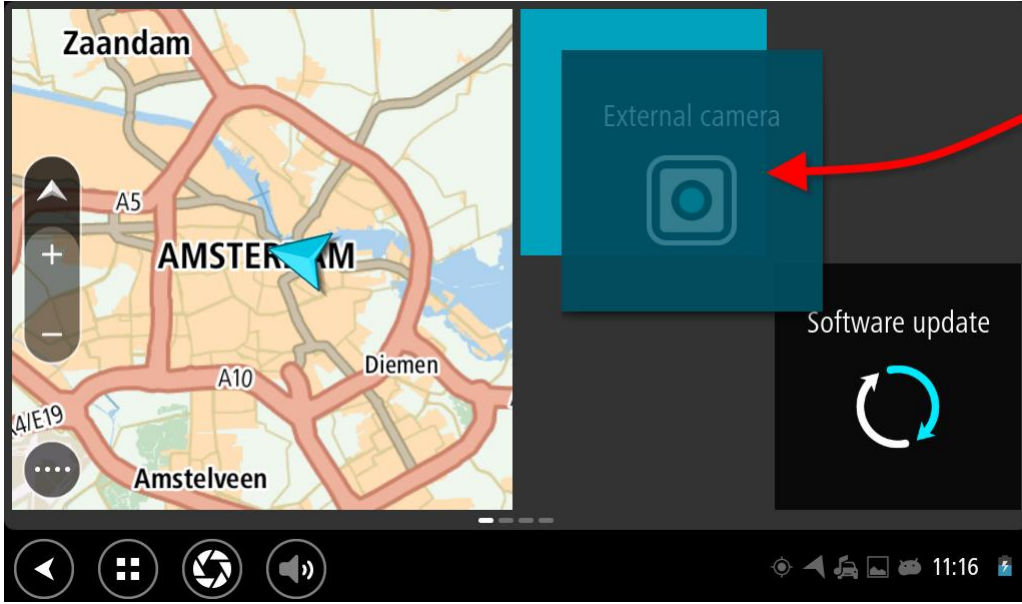 Zaandam
External camera
A5
AMSTERDAM
Software update
Diemen
A10
4/E19
Amstelveen
11:16